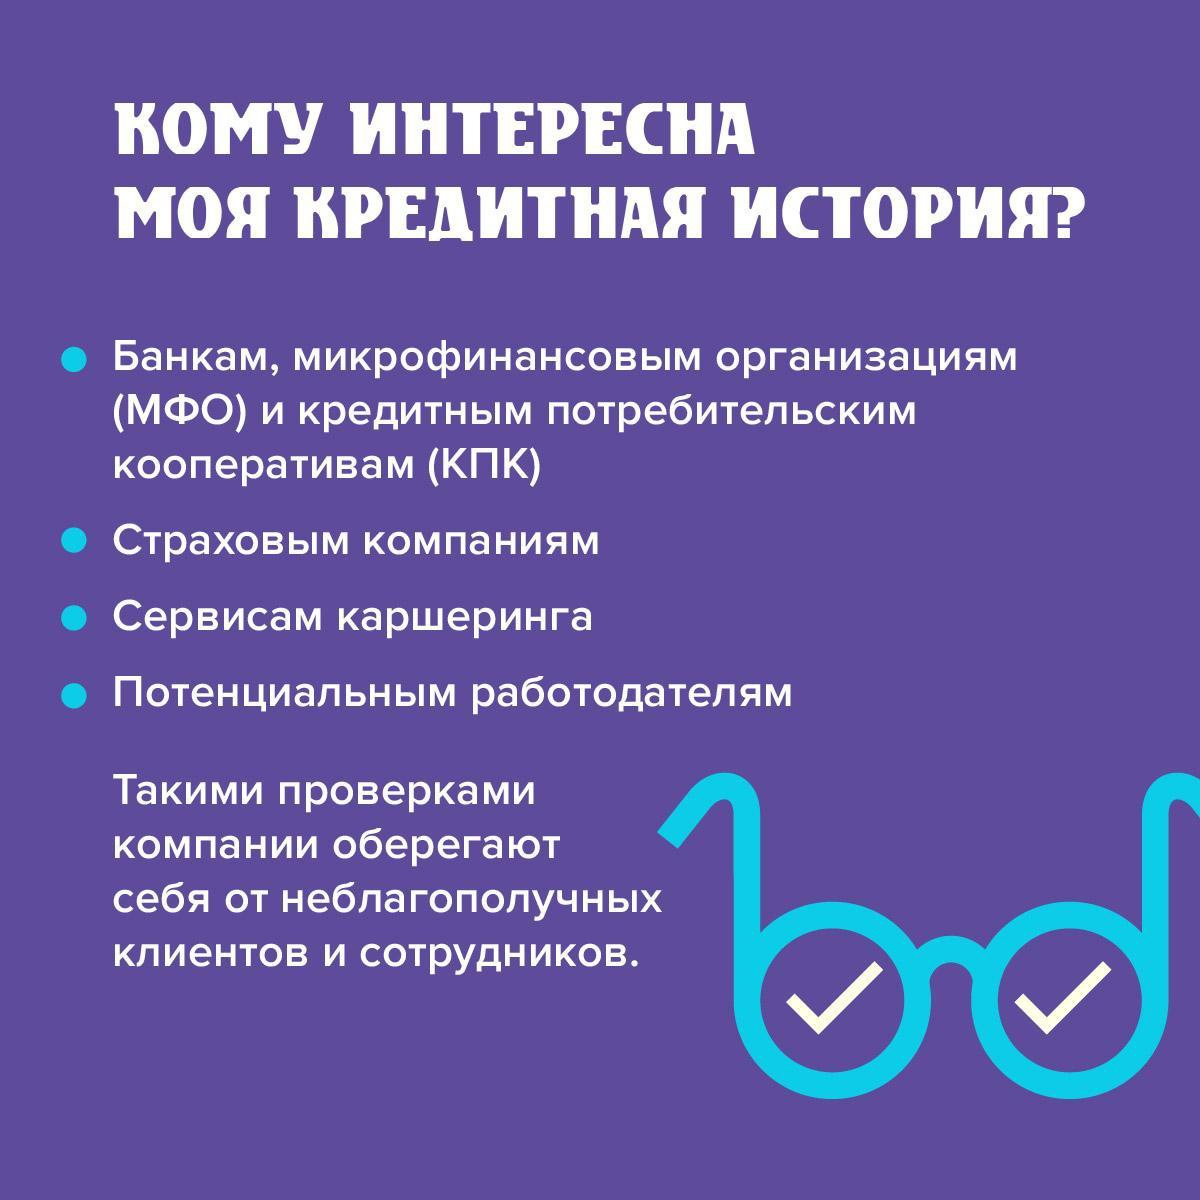 КОМУ ИНТЕРЕСНА
МОЯ КРЕДИТНАЯ ИСТОРИЯ?
Банкам, микрофинансовым организациям
(МФО) и кредитным потребительским
кооперативам (КПК)
Страховым компаниям
Сервисам каршеринга
Потенциальным работодателям
Такими проверками
компании оберегают
себя от неблагополучных
клиентов и сотрудников.